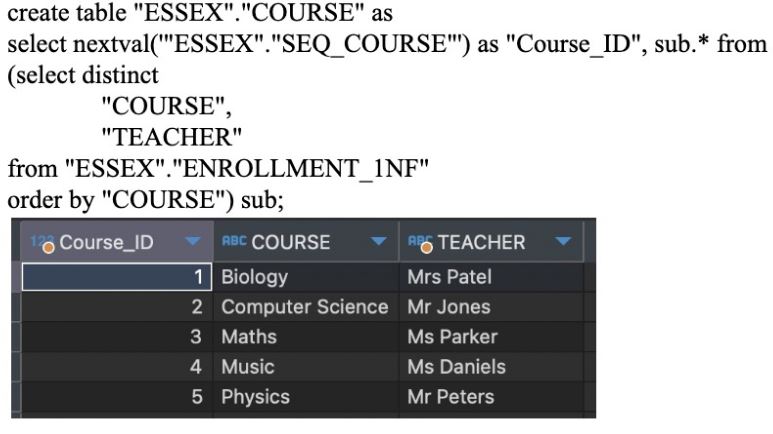 create table "ESSEX"."COURSE" as
select nextval('"ESSEX"."SEQ_COURSE"') as "Course_ID", sub.* from
(select distinct
"COURSE",
"TEACHER"
from "ESSEX"."ENROLLMENT_1NF"
order by "COURSE") sub;
123 Course_ID ABC COURSE ABC TEACHER
1 Biology Mrs Patel
2 Computer Science Mr Jones
3 Maths Ms Parker
4 Music Ms Daniels
5 Physics Mr Peters